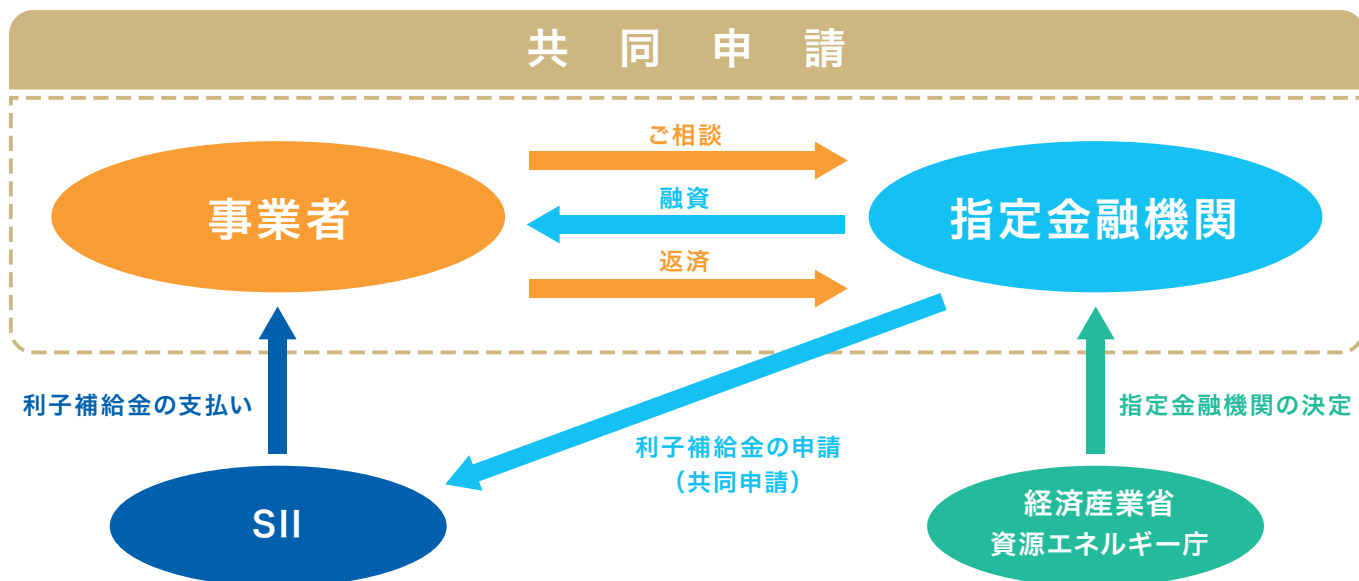 共同申請
ご相談
事業者
融資
指定金融機関
返済
利子補給金の支払い
指定金融機関の決定
利子補給金の申請
（共同申請）
SII
経済産業省
資源エネルギー庁